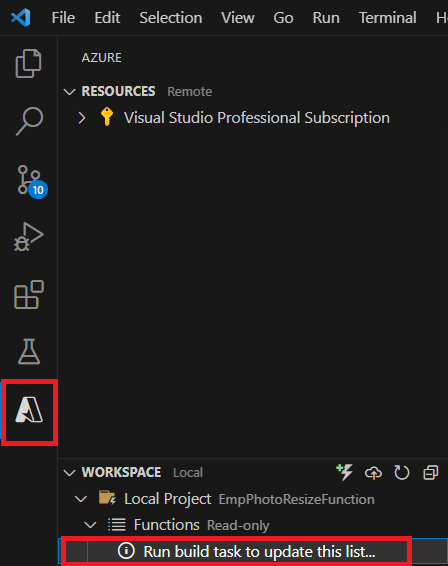 File Edit Selection View Go Run Terminal H
AZURE
RESOURCES Remote
Visual Studio Professional Subscription
10
WORKSPACE Local
Local Project EmpPhotoResizeFunction
Functions Read-only
Run build task to update this list...